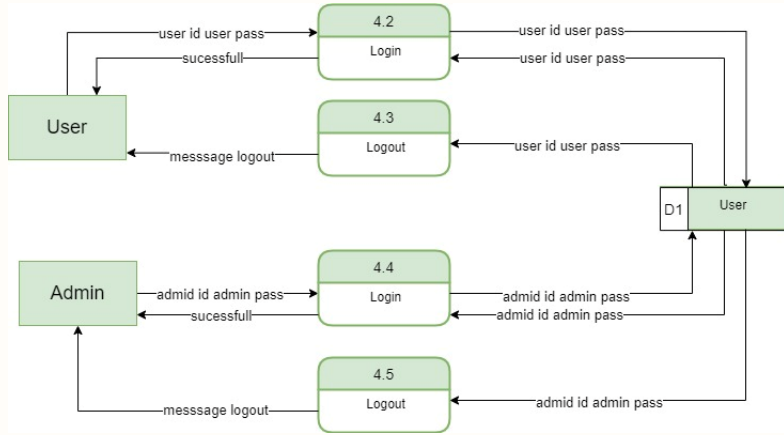 4.2
user id user pass
user id user pass
Login
sucessfull
user id user pass
4.3
User
Logout
user id user pass
messsage logout
D1
User
4.4
Admin
admid id admin pass
Login
admid id admin pass
sucessfull
admid id admin pass
4.5
Logout
messsage logout
admid id admin pass